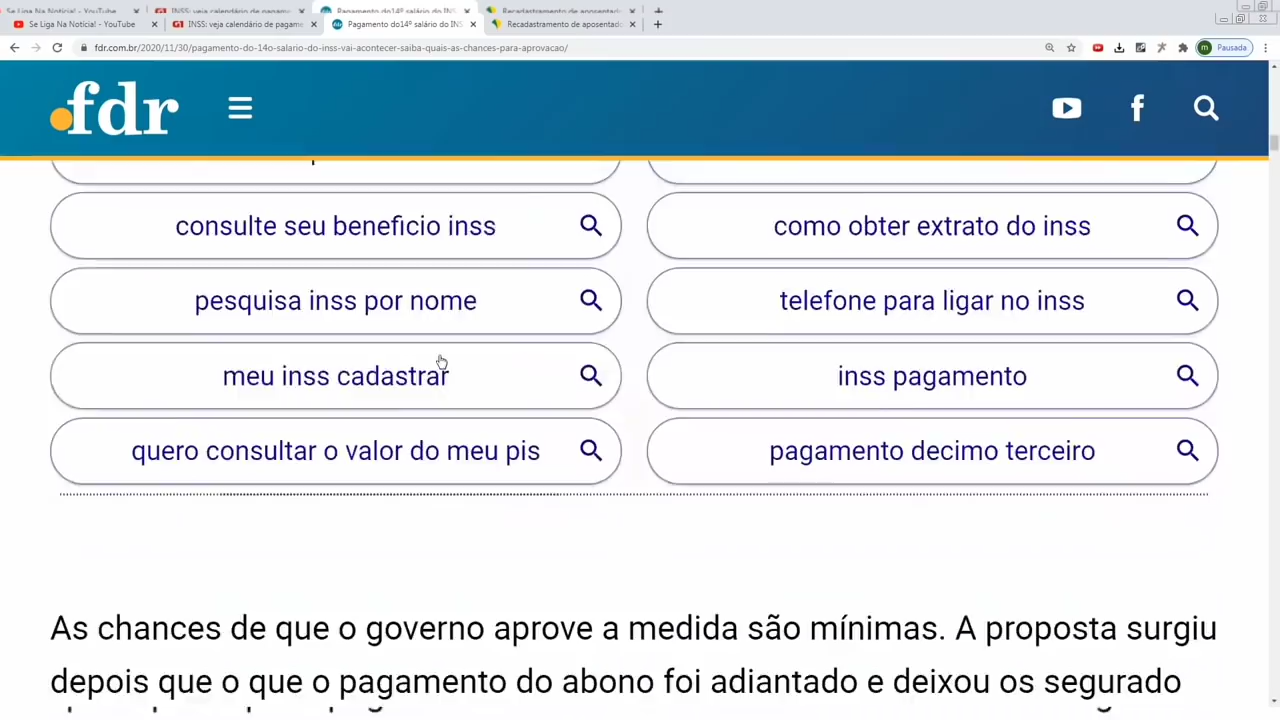 Se Liga Na Notícia! - YouTube
INSS: veja calendário de pagame
Pagamento do14º salário do INS
Recadastramento de aposentado
fdr.com.br/2020/11/30/pagamento-do-14o-salario-do-inss-vai-acontecer-saiba-quais-as-chances-para-aprovacao/
m Pausada
fdr
consulte seu beneficio inss
como obter extrato do inss
pesquisa inss por nome
telefone para ligar no inss
meu inss cadastrar
inss pagamento
quero consultar o valor do meu pis
pagamento decimo terceiro
As chances de que o governo aprove a medida são mínimas. A proposta surgiu
depois que o que o pagamento do abono foi adiantado e deixou os segurado